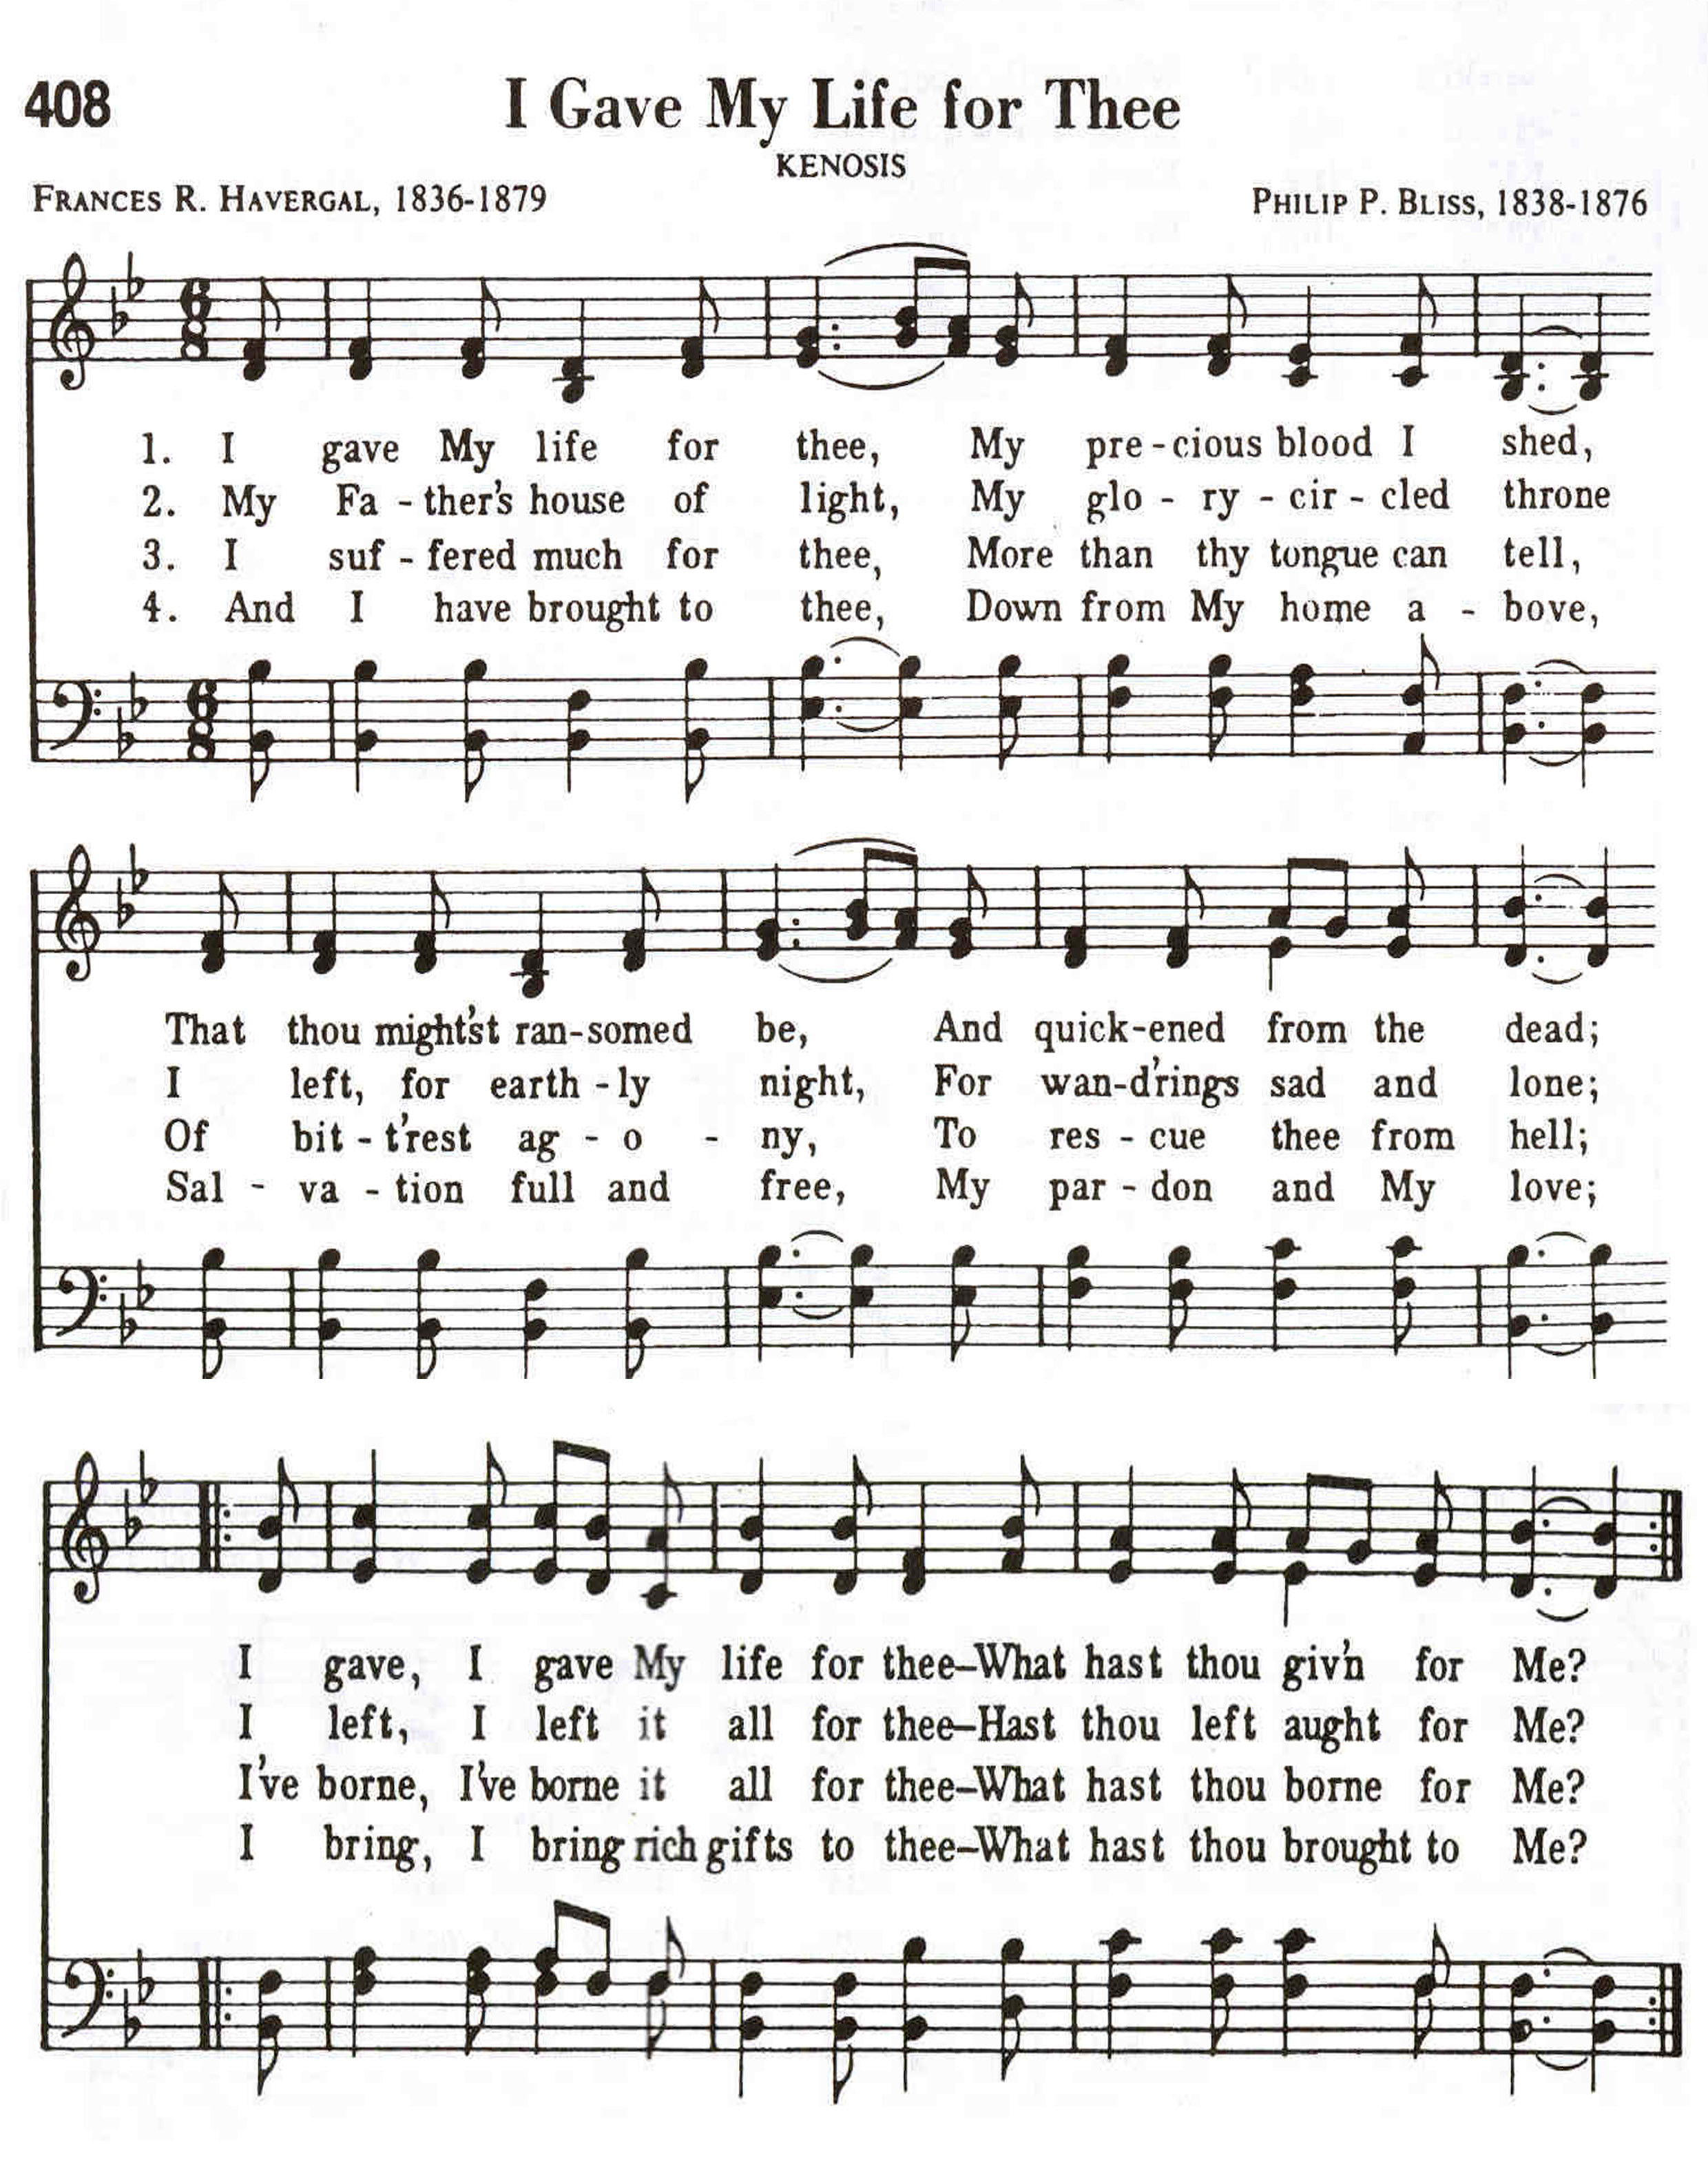 408
I Gave My Life for Thee
KENOSIS
FRANCES R. HAVERGAL, 1836-1879
PHILIP P. BLISS, 1838-1876
1. I gave My life for thee, My pre-cious blood I shed,
2. My Fa-ther's house of light, My glo-ry-cir-cled throne
3. I suf-fered much for thee, More than thy tongue can tell,
4. And I have brought to thee, Down from My home a-bove,
That thou might'st ran-somed be, And quick-ened from the dead;
I left, for earth-ly night, For wan-d'rings sad and lone;
Of bit-t'rest ag-o-ny, To res-cue thee from hell;
Sal-va-tion full and free, My par-don and My love;
I gave, I gave My life for thee–What hast thou giv'n for Me?
I left, I left it all for thee–Hast thou left aught for Me?
I've borne, I've borne it all for thee–What hast thou borne for Me?
I bring, I bring rich gifts to thee–What hast thou brought to Me?